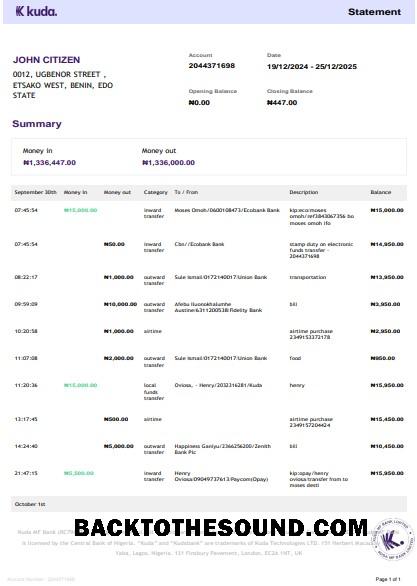 kuda.
Statement
JOHN CITIZEN
0012, UGBENOR STREET ,
ETSAKO WEST, BENIN, EDO
STATE
Account
2044371698
Date
19/12/2024 - 25/12/2025
Opening Balance
₦0.00
Closing Balance
₦447.00
Summary
Money in
₦1,336,447.00
Money out
₦1,336,000.00
September 30th Money in Money out Category To / From Description Balance
07:45:54 ₦15,000.00 inward Moses Omoh/0600108473/Ecobank Bank kip:eco/moses ₦15,000.00
transfer omoh/ref3843067356 bo
moses omoh ifo
07:45:54 ₦50.00 inward Cbn/ /Ecobank Bank stamp duty on electronic ₦14,950.00
transfer funds transfer -
2044371698
08:22:17 ₦1,000.00 outward Sule Ismail/0172140017/Union Bank transportation ₦13,950.00
transfer
09:59:09 ₦10,000.00 outward Afebu Iluonokhalumhe bill ₦3,950.00
transfer Austine/6311200538/Fidelity Bank
10:20:58 ₦1,000.00 airtime airtime purchase ₦2,950.00
2349153372178
11:07:08 ₦2,000.00 outward Sule Ismail/0172140017/Union Bank food ₦950.00
transfer
11:20:36 ₦15,000.00 local Oviosa, - Henry/2032316281/Kuda henry ₦15,950.00
funds
transfer
13:17:45 ₦500.00 airtime airtime purchase ₦15,450.00
2349157204424
14:24:40 ₦5,000.00 outward Happiness Ganiyu/2366256200/Zenith bill ₦10,450.00
transfer Bank Plc
21:47:15 ₦5,500.00 inward Henry kip:opay/henry ₦15,950.00
transfer Oviosa/09049737613/Paycom(Opay) oviosa transfer from to
moses desti
October 1st
Kuda MF Bank
BACKTOTHESOUND.COM
is licensed by the Central Bank of Nigeria. "Kuda" and "Kudabank" are trademarks of Kuda Technologies LTD. 151 Herbert
Yaba, Lagos, Nigeria. 131 Finsbury Pavement, London, EC2A 1NT, UK
Account Number : 2044371698
Page 1 of 1